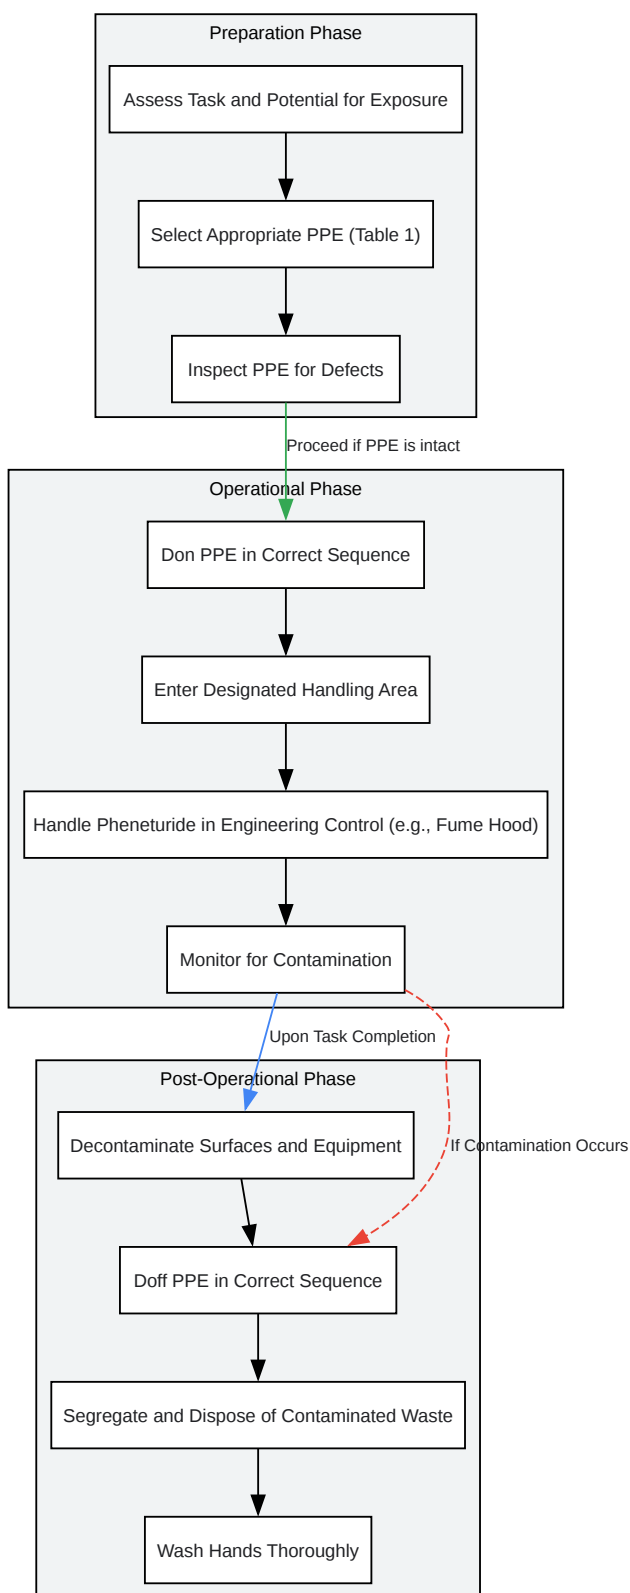 Preparation Phase
Assess Task and Potential for Exposure
Select Appropriate PPE (Table 1)
Inspect PPE for Defects
Proceed if PPE is intact
Operational Phase
Don PPE in Correct Sequence
Enter Designated Handling Area
Handle Pheneturide in Engineering Control (e.g., Fume Hood)
Monitor for Contamination
Upon Task Completion
Post-Operational Phase
Decontaminate Surfaces and Equipment
If Contamination Occurs
Doff PPE in Correct Sequence
Segregate and Dispose of Contaminated Waste
Wash Hands Thoroughly